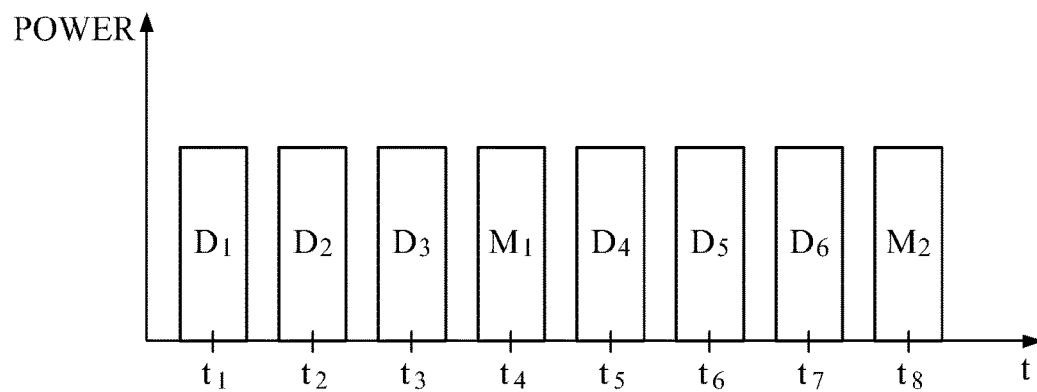 POWER
D₁ D₂ D₃ M₁ D₄ D₅ D₆ M₂
t₁ t₂ t₃ t₄ t₅ t₆ t₇ t₈ t